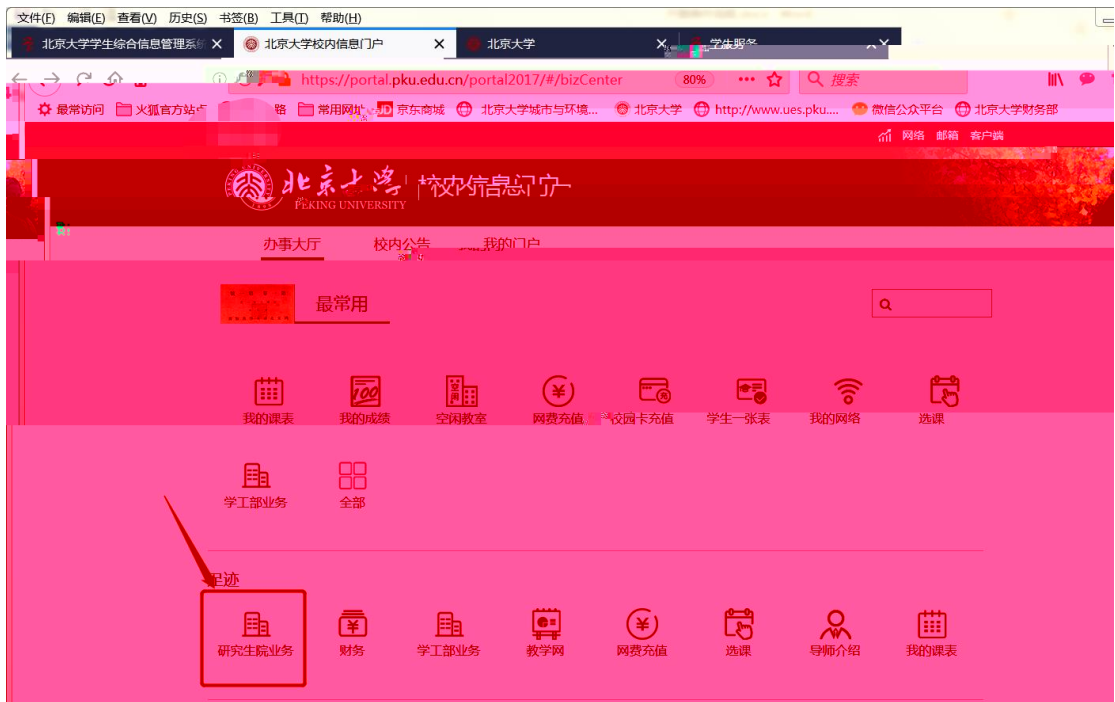 文件(F) 编辑(E) 查看(V) 历史(S) 书签(B) 工具(T) 帮助(H)
北京大学学生综合信息管理系统 北京大学校内信息门户 北京大学 学生服务
https://portal.pku.edu.cn/portal2017/#/bizCenter 80% 搜索
最常访问 火狐官方站点 常用网址 JD 京东商城 北京大学城市与环境... 北京大学 http://www.ues.pku.... 微信公众平台 北京大学财务部
网络 邮箱 客户端
北京大学 校内信息门户
PEKING UNIVERSITY
办事大厅 校内公告 我的门户
最常用
我的课表 我的成绩 空闲教室 网费充值 校园卡充值 学生一张表 我的网络 选课
学工部业务 全部
足迹
研究生院业务 财务 学工部业务 教学网 网费充值 选课 导师介绍 我的课表